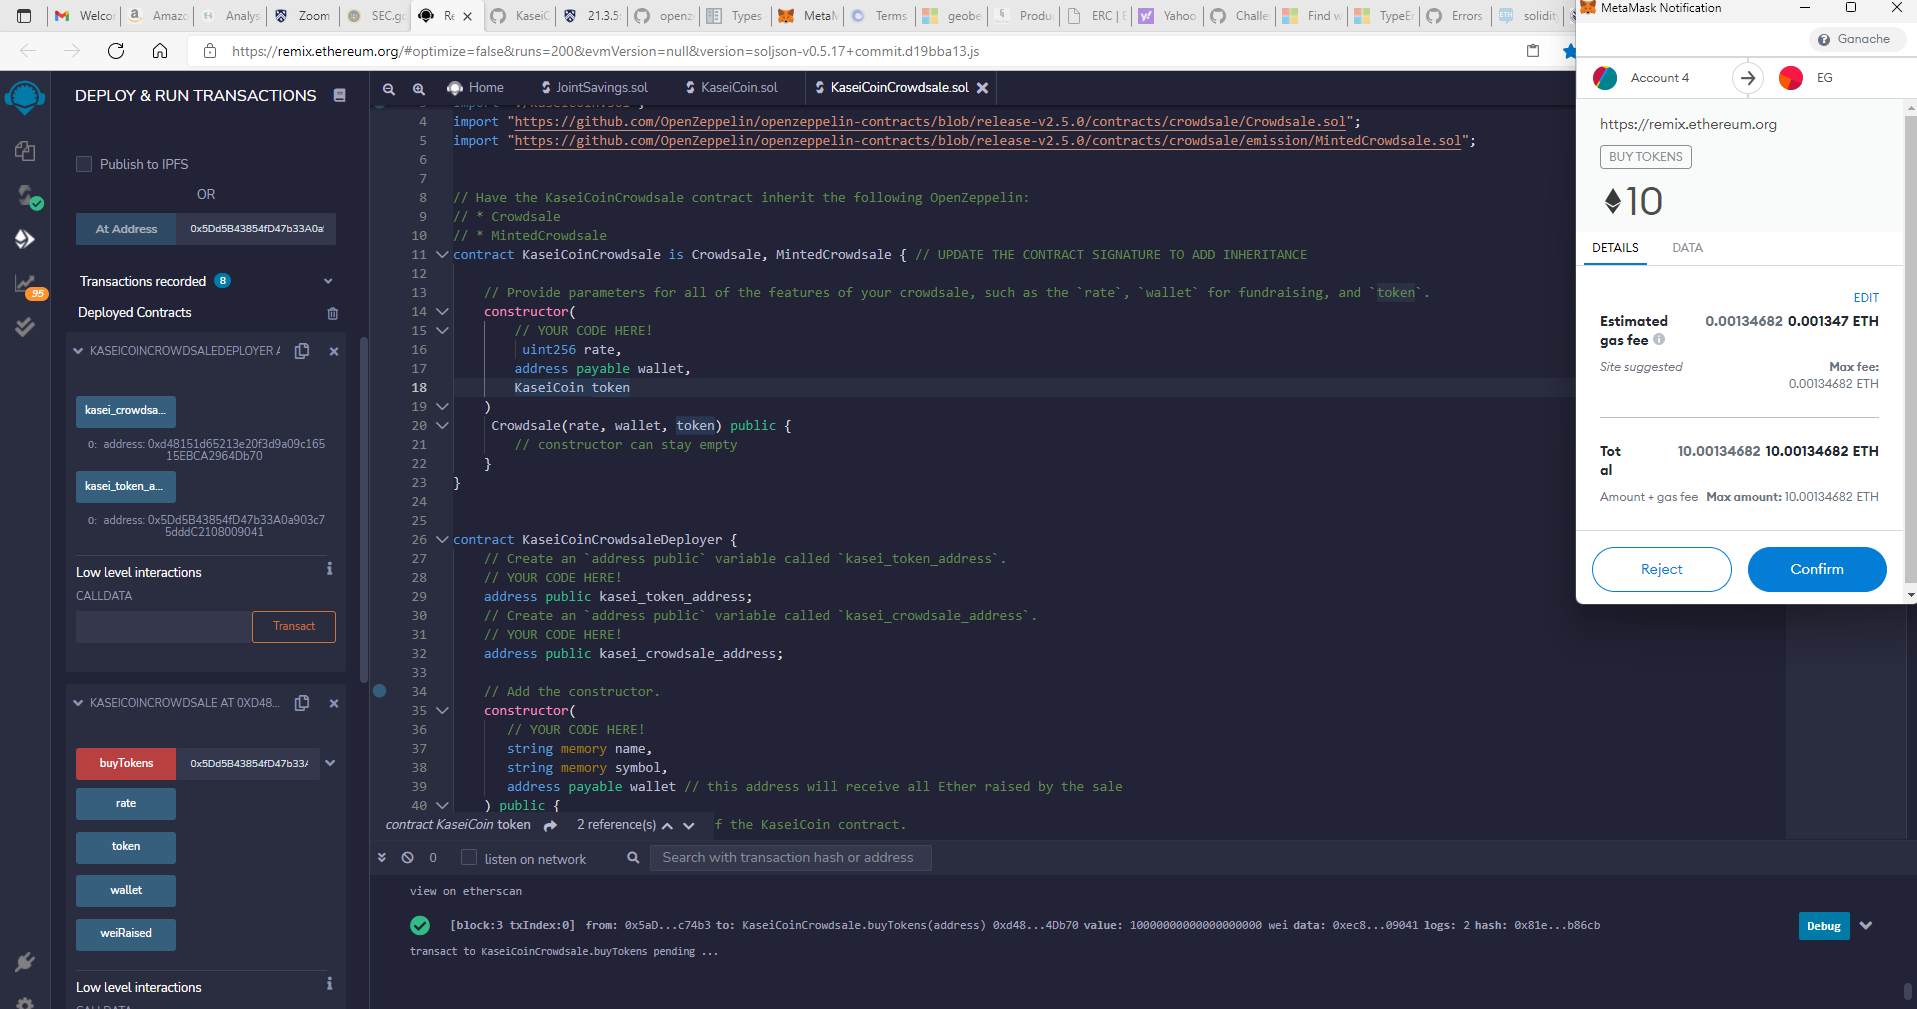 Welcor
Amazo
Analys
Zoom
SEC.go
Re
KaseiC
21.3.5:
openz
Types
MetaM
Terms
geobe
Produ
ERC | E
Yahoo
Challe
Find w
TypeEr
Errors
solidity
https://remix.ethereum.org/#optimize=false&runs=200&evmVersion=null&version=soljson-v0.5.17+commit.d19bba13.js
DEPLOY & RUN TRANSACTIONS
Publish to IPFS
OR
At Address 0x5Dd5B43854fD47b33A0a
Transactions recorded 8
Deployed Contracts
95
KASEICOINCROWDSALEDEPLOYER A
kasei_crowdsa...
0: address: 0xd48151d65213e20f3d9a09c165
15EBCA2964Db70
kasei_token_a...
0: address: 0x5Dd5B43854fD47b33A0a903c7
5dddC2108009041
Low level interactions
CALLDATA
Transact
KASEICOINCROWDSALE AT 0XD48...
buyTokens 0x5Dd5B43854fD47b33
rate
token
wallet
weiRaised
Low level interactions
CALLDATA
Home JointSavings.sol KaseiCoin.sol KaseiCoinCrowdsale.sol
4 import "https://github.com/OpenZeppelin/openzeppelin-contracts/blob/release-v2.5.0/contracts/crowdsale/Crowdsale.sol";
5 import "https://github.com/OpenZeppelin/openzeppelin-contracts/blob/release-v2.5.0/contracts/crowdsale/emission/MintedCrowdsale.sol";
6
7
8 // Have the KaseiCoinCrowdsale contract inherit the following OpenZeppelin:
9 // * Crowdsale
10 // * MintedCrowdsale
11 contract KaseiCoinCrowdsale is Crowdsale, MintedCrowdsale { // UPDATE THE CONTRACT SIGNATURE TO ADD INHERITANCE
12
13 // Provide parameters for all of the features of your crowdsale, such as the `rate`, `wallet` for fundraising, and `token`.
14 constructor(
15 // YOUR CODE HERE!
16 uint256 rate,
17 address payable wallet,
18 KaseiCoin token
19 )
20 Crowdsale(rate, wallet, token) public {
21 // constructor can stay empty
22 }
23 }
24
25
26 contract KaseiCoinCrowdsaleDeployer {
27 // Create an `address public` variable called `kasei_token_address`.
28 // YOUR CODE HERE!
29 address public kasei_token_address;
30 // Create an `address public` variable called `kasei_crowdsale_address`.
31 // YOUR CODE HERE!
32 address public kasei_crowdsale_address;
33
34 // Add the constructor.
35 constructor(
36 // YOUR CODE HERE!
37 string memory name,
38 string memory symbol,
39 address payable wallet // this address will receive all Ether raised by the sale
40 ) public {
contract KaseiCoin token 2 reference(s) f the KaseiCoin contract.
0 listen on network Search with transaction hash or address
view on etherscan
[block:3 txIndex:0] from: 0x5aD...c74b3 to: KaseiCoinCrowdsale.buyTokens(address) 0xd48...4Db70 value: 10000000000000000000 wei data: 0xec8...09041 logs: 2 hash: 0x81e...b86cb
Debug
transact to KaseiCoinCrowdsale.buyTokens pending ...
MetaMask Notification
Ganache
Account 4 EG
https://remix.ethereum.org
BUY TOKENS
10
DETAILS DATA
EDIT
Estimated gas fee 0.00134682 0.001347 ETH
Site suggested Max fee: 0.00134682 ETH
Total 10.00134682 10.00134682 ETH
Amount + gas fee Max amount: 10.00134682 ETH
Reject Confirm